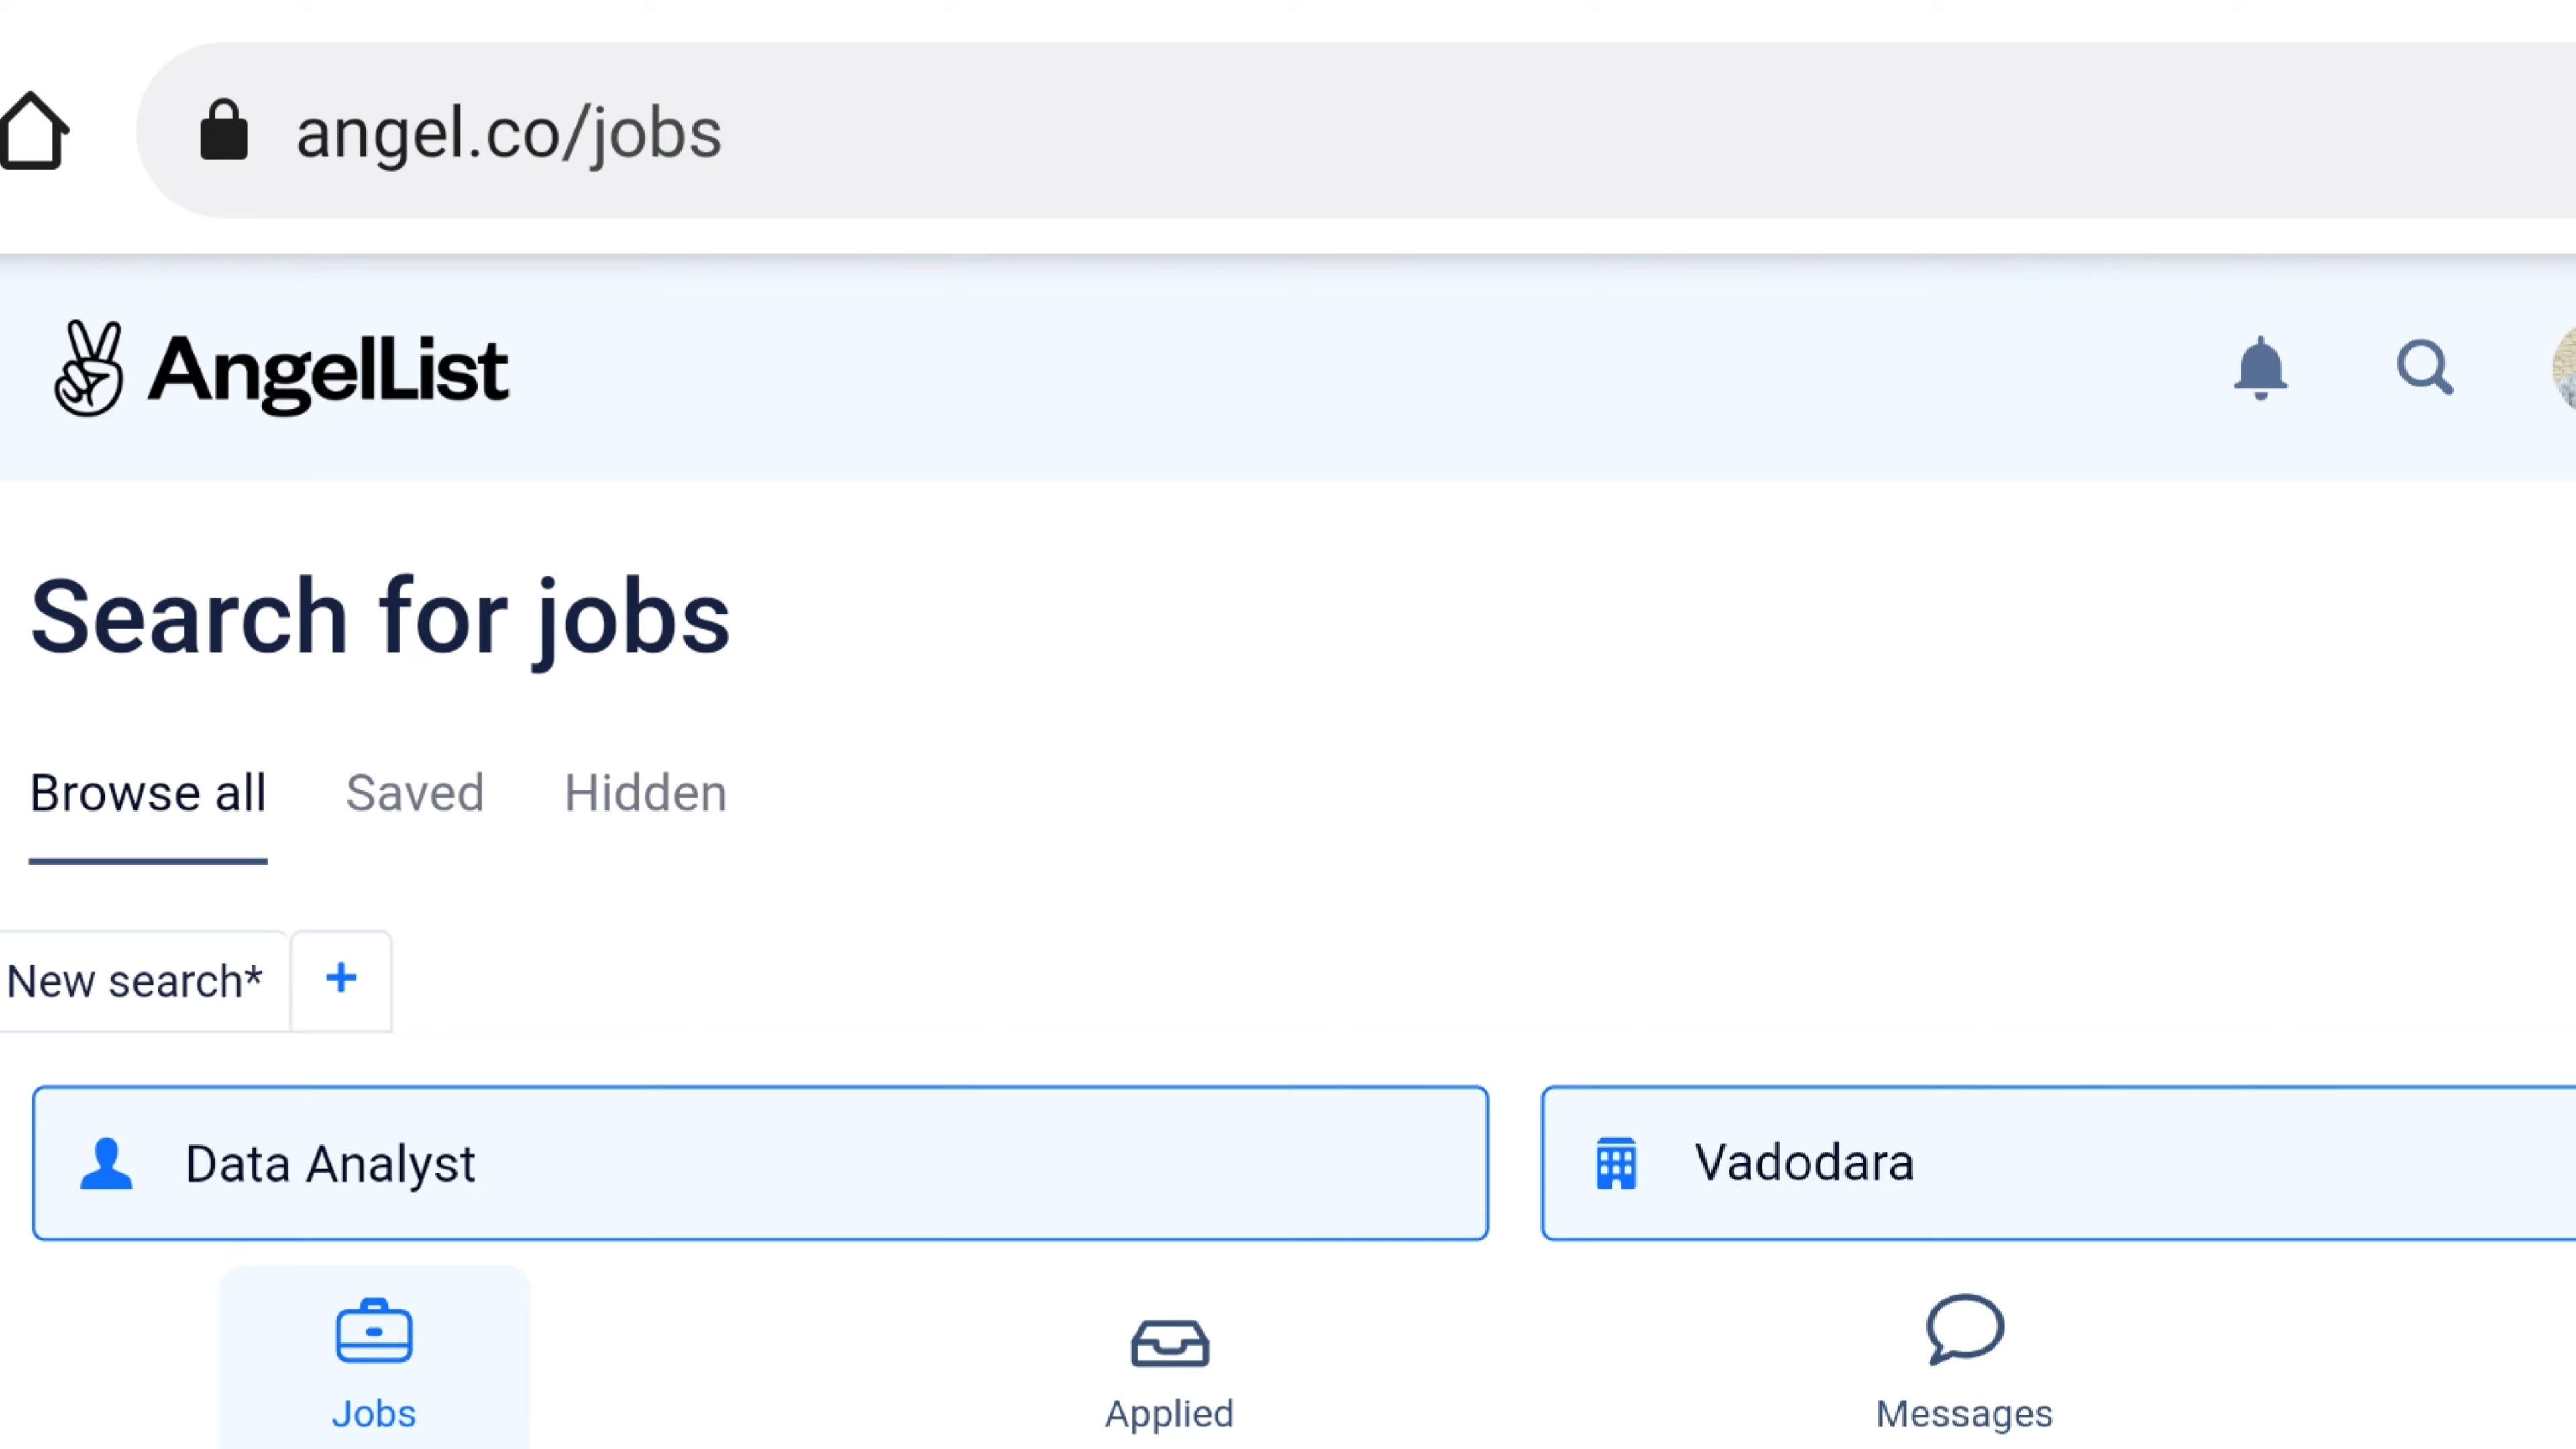 angel.co/jobs
AngelList
Search for jobs
Browse all Saved Hidden
New search* +
Data Analyst Vadodara
Jobs Applied Messages